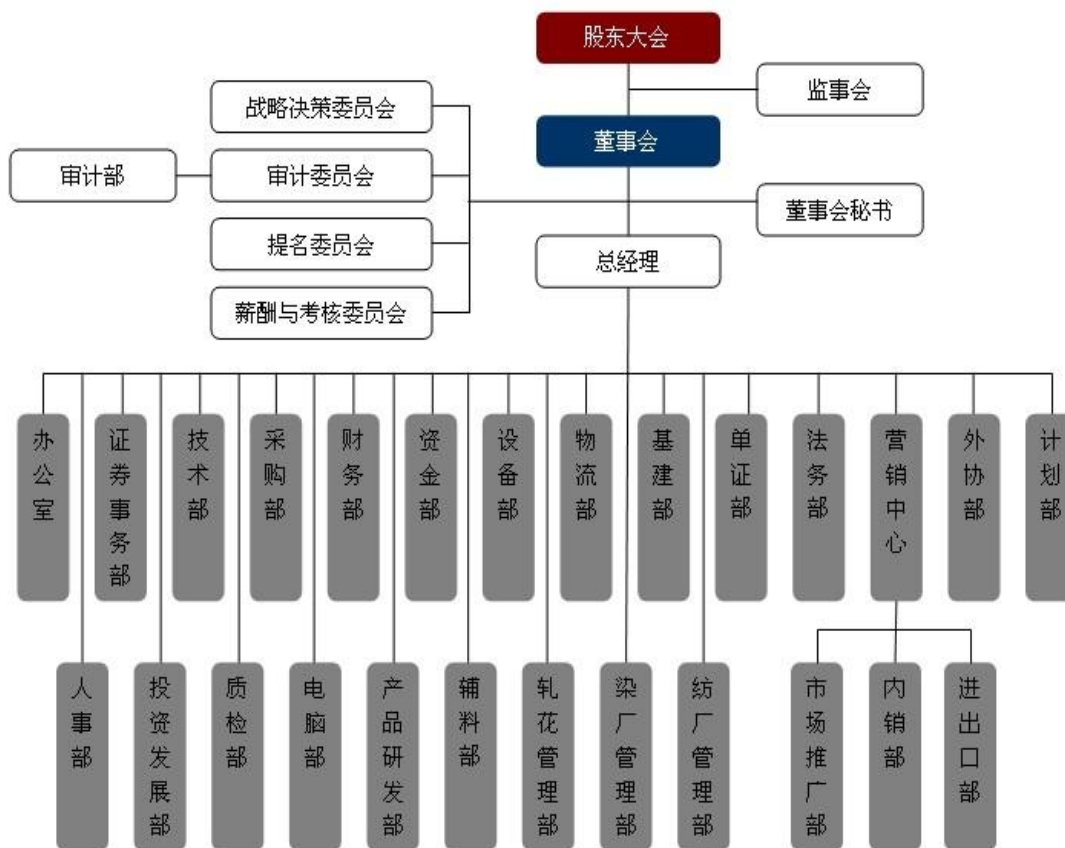 股东大会
监事会
战略决策委员会
董事会
审计部
审计委员会
董事会秘书
提名委员会
总经理
薪酬与考核委员会
办公室
证券事务部
技术部
采购部
财务部
资金部
设备部
物流部
基建部
单证部
法务部
营销中心
外协部
计划部
人事部
投资发展部
质检部
电脑部
产品研发部
辅料部
轧花管理部
染厂管理部
纺厂管理部
市场推广部
内销部
进出口部